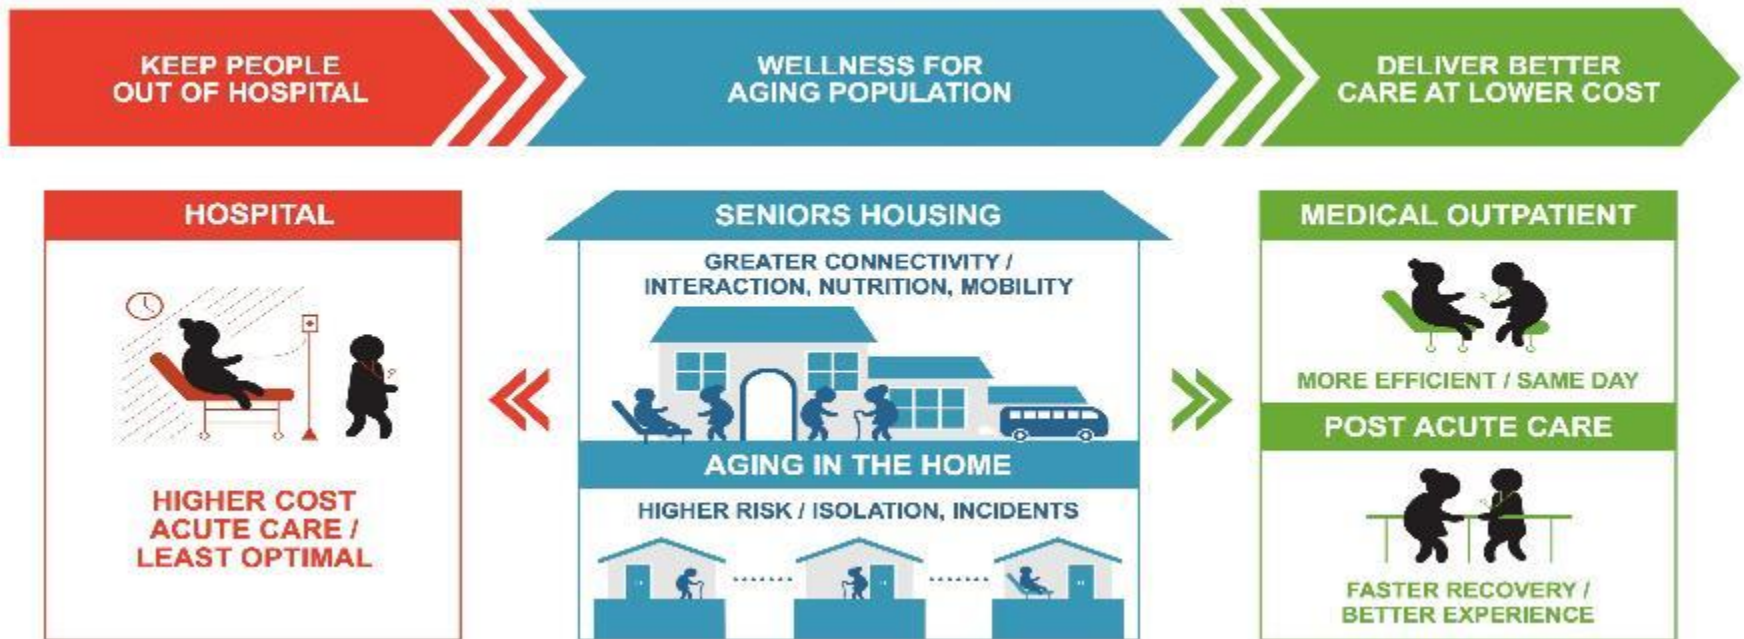 KEEP PEOPLE
OUT OF HOSPITAL
WELLNESS FOR
AGING POPULATION
DELIVER BETTER
CARE AT LOWER COST
HOSPITAL
HIGHER COST
ACUTE CARE /
LEAST OPTIMAL
SENIORS HOUSING
GREATER CONNECTIVITY /
INTERACTION, NUTRITION, MOBILITY
AGING IN THE HOME
HIGHER RISK / ISOLATION, INCIDENTS
MEDICAL OUTPATIENT
MORE EFFICIENT / SAME DAY
POST ACUTE CARE
FASTER RECOVERY /
BETTER EXPERIENCE